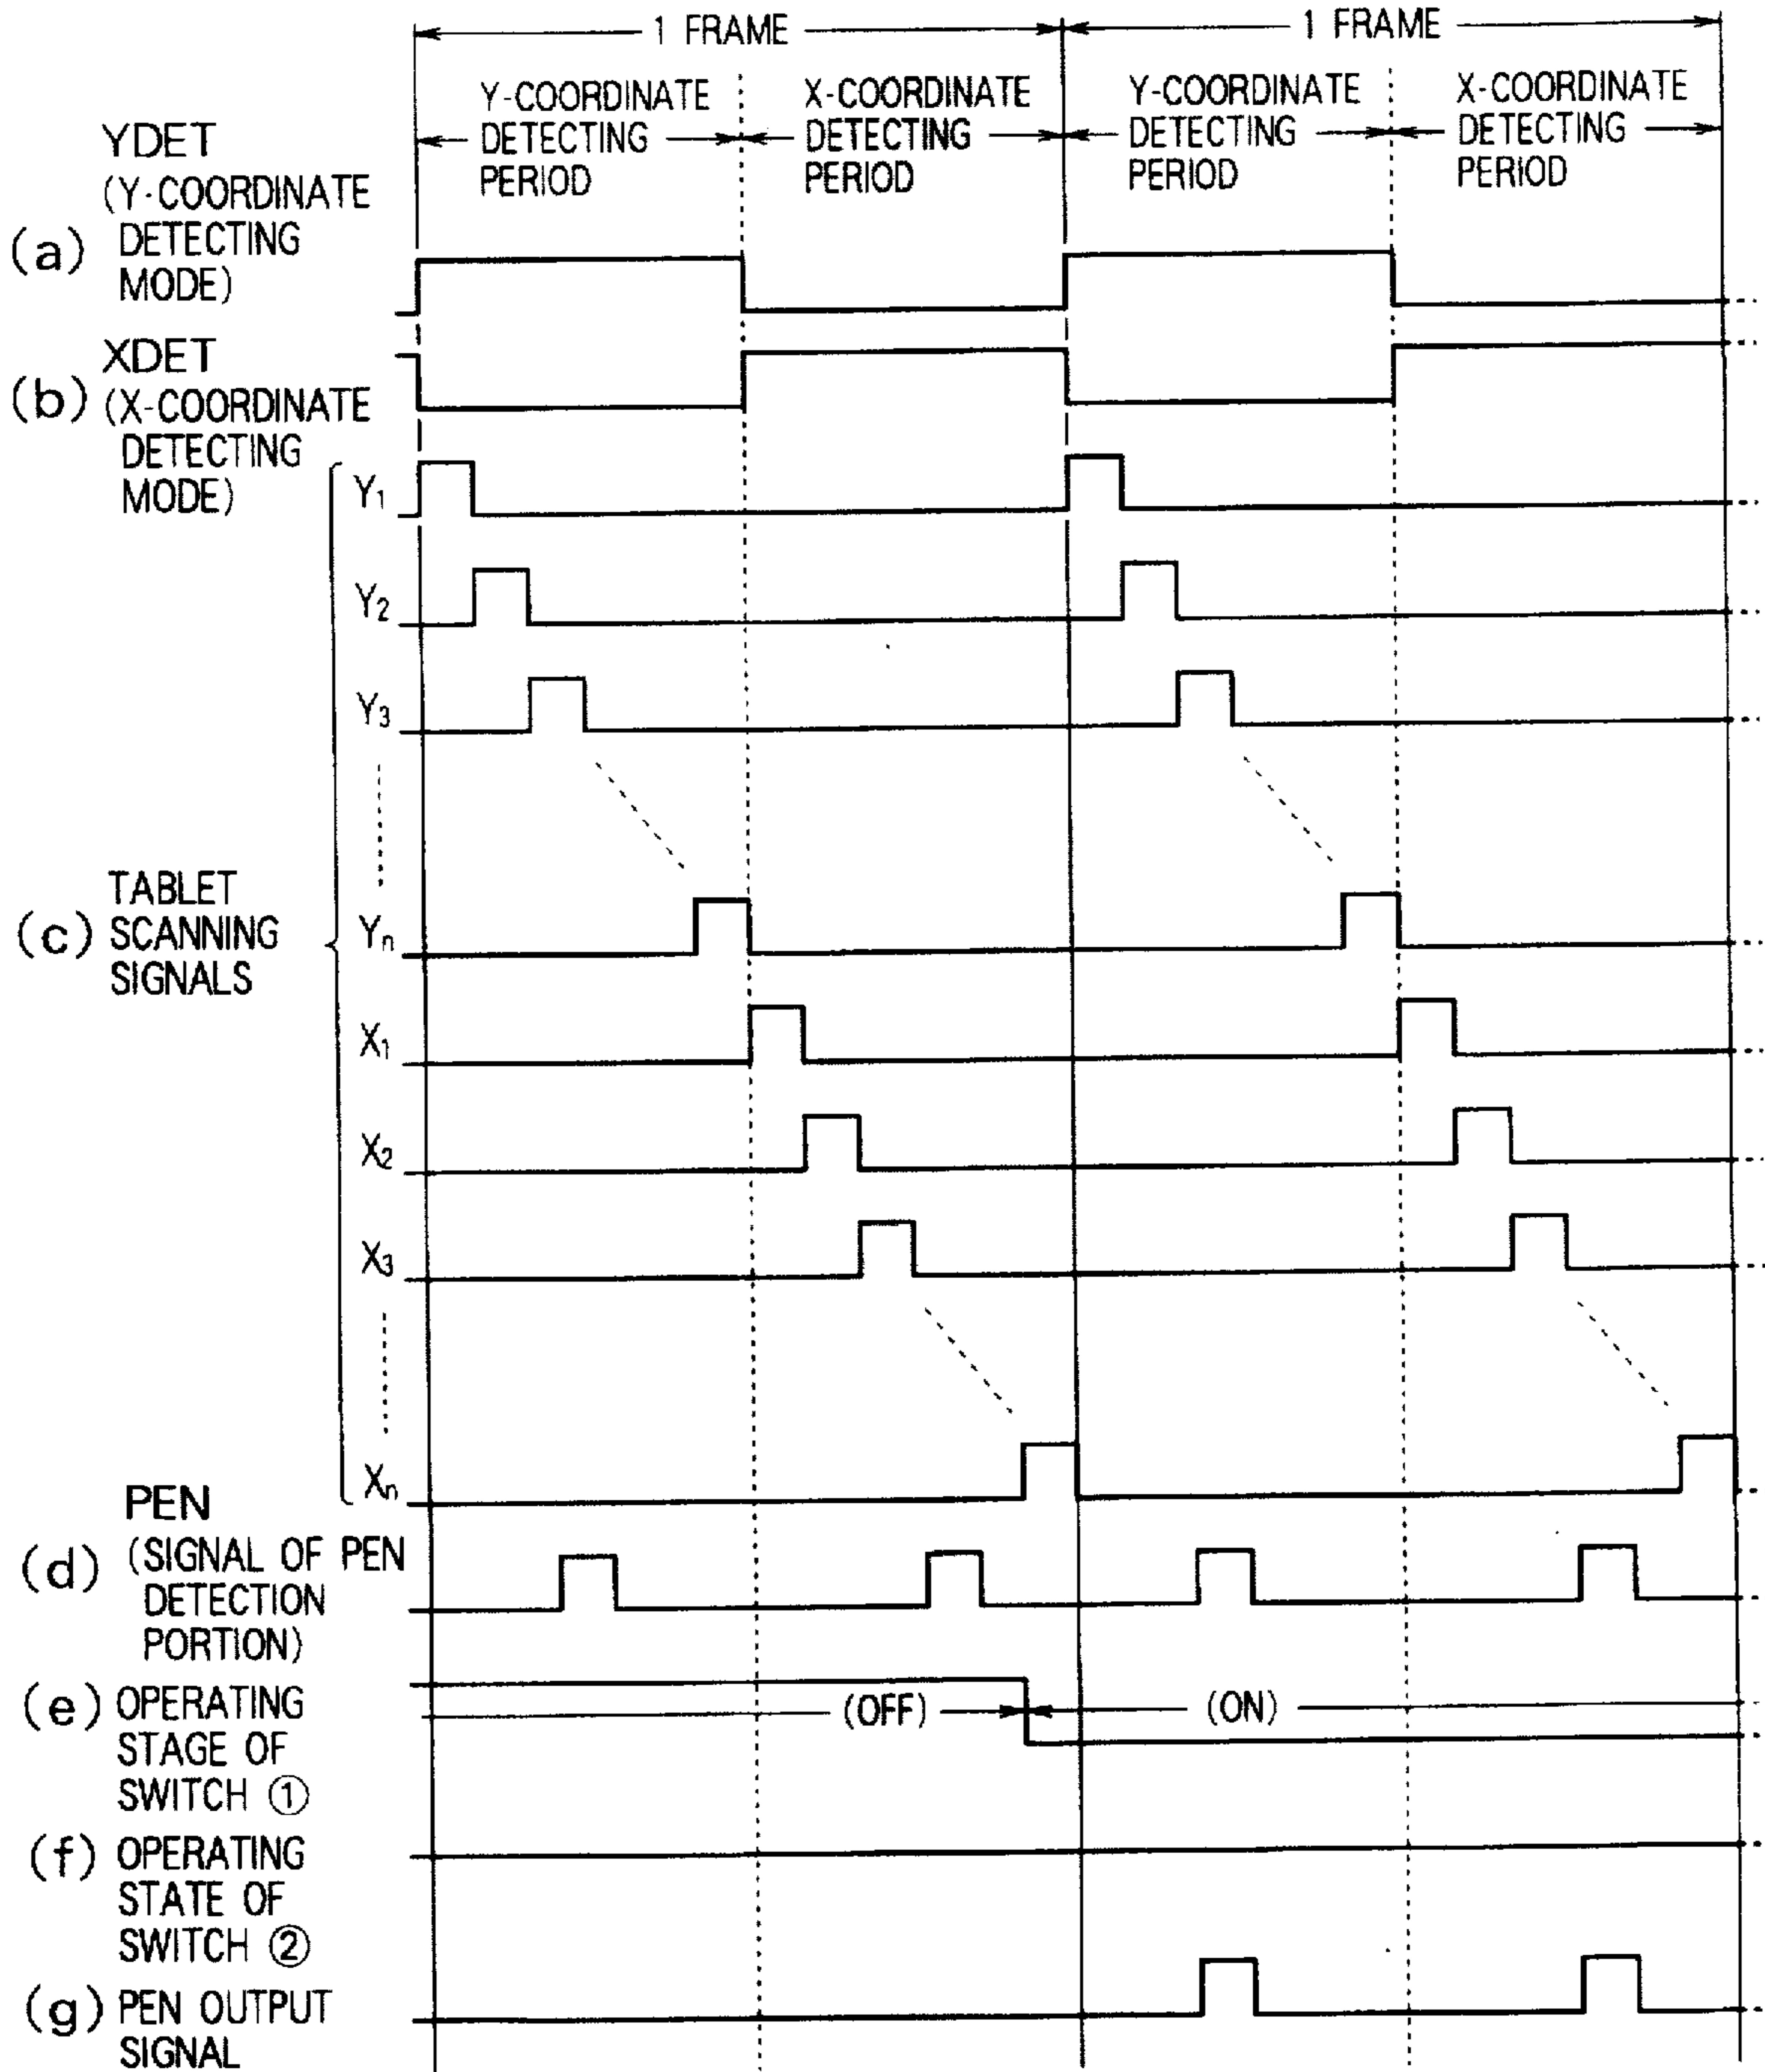 1 FRAME
1 FRAME
Y-COORDINATE
DETECTING
PERIOD
X-COORDINATE
DETECTING
PERIOD
Y-COORDINATE
DETECTING
PERIOD
X-COORDINATE
DETECTING
PERIOD
(a) YDET
(Y-COORDINATE
DETECTING
MODE)
(b) XDET
(X-COORDINATE
DETECTING
MODE)
(c) TABLET
SCANNING
SIGNALS
Y1
Y2
Y3
Yn
X1
X2
X3
Xn
(d) PEN
(SIGNAL OF PEN
DETECTION
PORTION)
(e) OPERATING
STAGE OF
SWITCH ①
(OFF)
(ON)
(f) OPERATING
STATE OF
SWITCH ②
(g) PEN OUTPUT
SIGNAL